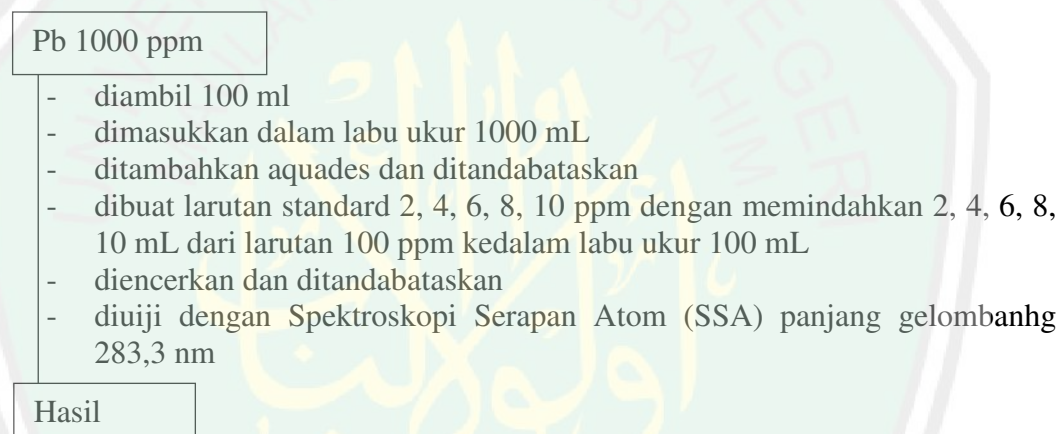 Pb 1000 ppm
- diambil 100 ml
- dimasukkan dalam labu ukur 1000 mL
- ditambahkan aquades dan ditandabataskan
- dibuat larutan standard 2, 4, 6, 8, 10 ppm dengan memindahkan 2, 4, 6, 8,
10 mL dari larutan 100 ppm kedalam labu ukur 100 mL
- diencerkan dan ditandabataskan
- diuiji dengan Spektroskopi Serapan Atom (SSA) panjang gelombanhg
283,3 nm
Hasil